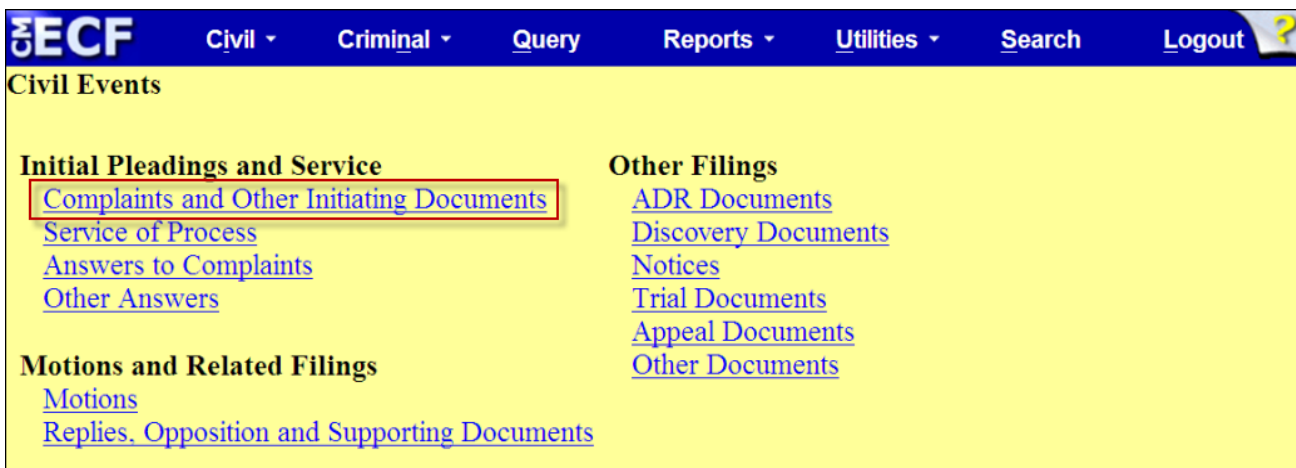 CM ECF Civil Criminal Query Reports Utilities Search Logout ?
Civil Events
Initial Pleadings and Service
Complaints and Other Initiating Documents
Service of Process
Answers to Complaints
Other Answers
Motions and Related Filings
Motions
Replies, Opposition and Supporting Documents
Other Filings
ADR Documents
Discovery Documents
Notices
Trial Documents
Appeal Documents
Other Documents